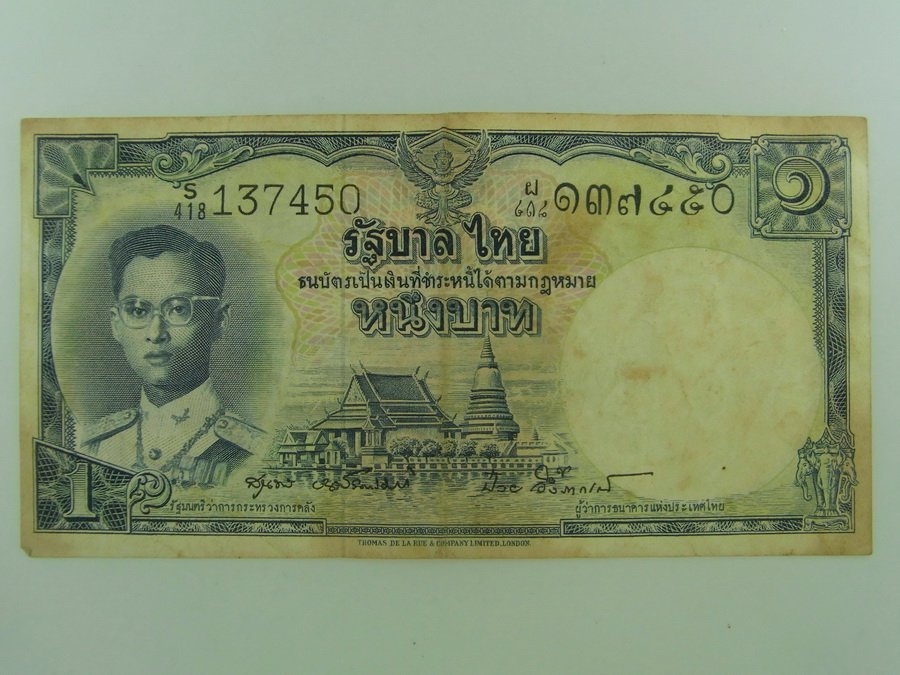 S
418 137450
ฝ
๔๑๘ ๑๓๗๔๕๐
๑
รัฐบาล ไทย
ธนบัตรเป็นเงินที่ชำระหนี้ได้ตามกฎหมาย
หนึ่งบาท
1
รัฐมนตรีว่าการกระทรวงการคลัง
ผู้ว่าการธนาคารแห่งประเทศไทย
THOMAS DE LA RUE & COMPANY LIMITED, LONDON.